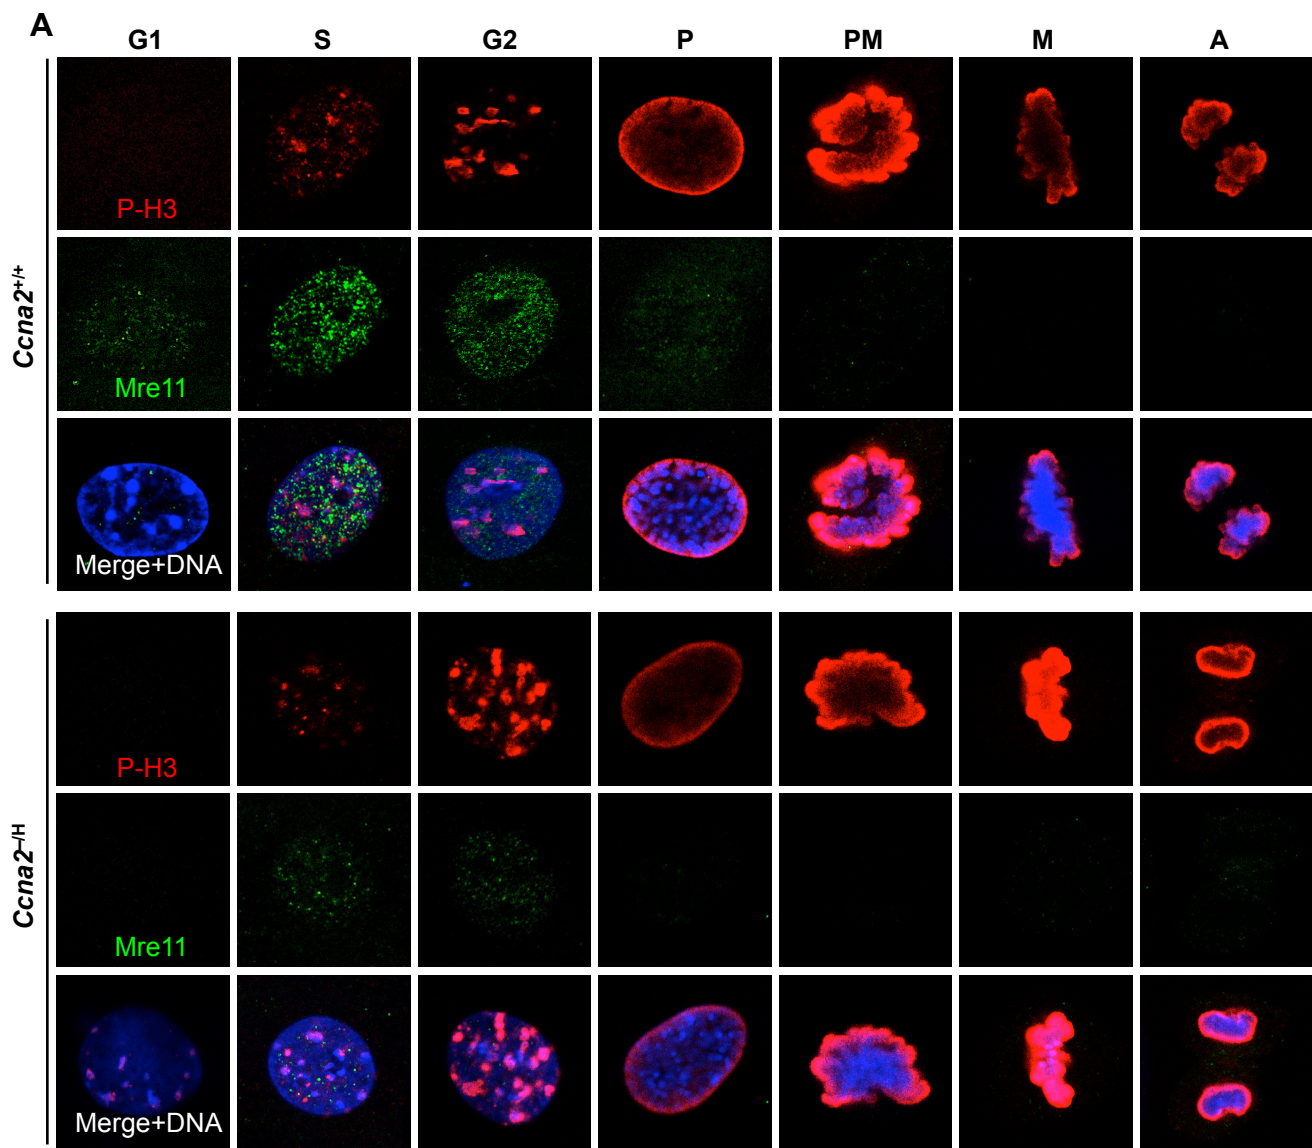 A
G1 S G2 P PM M A
Ccna2+/+
P-H3
Mre11
Merge+DNA
Ccna2–/H
P-H3
Mre11
Merge+DNA